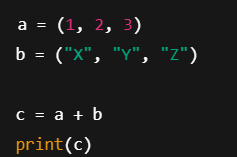 a = (1, 2, 3)
b = ("X", "Y", "Z")
c = a + b
print(c)